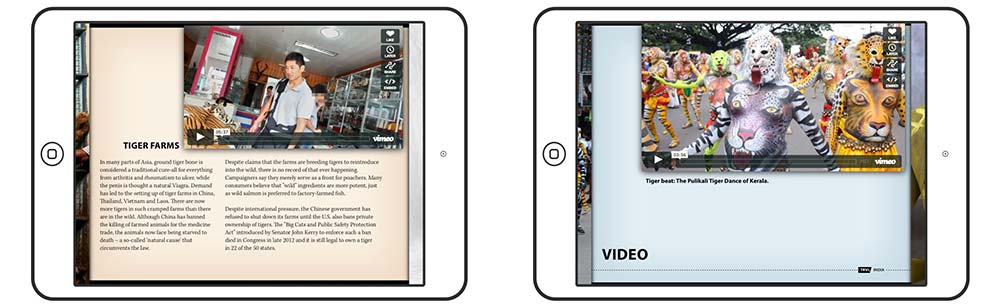 LIKE
LATER
SHARE
EMBED
05:37
vimeo
TIGER FARMS
In many parts of Asia, ground tiger bone is
considered a traditional cure-all for everything
from arthritis and rheumatism to ulcer, while
the penis is thought a natural Viagra. Demand
has led to the setting up of tiger farms in China,
Thailand, Vietnam and Laos. There are now
more tigers in such cramped farms than there
are in the wild. Although China has banned
the killing of farmed animals for the medicine
trade, the animals now face being starved to
death – a so-called 'natural cause' that
circumvents the law.
Despite claims that the farms are breeding tigers to reintroduce
into the wild, there is no record of that ever happening.
Campaigners say they merely serve as a front for poachers. Many
consumers believe that "wild" ingredients are more potent, just
as wild salmon is preferred to factory-farmed fish.
Despite international pressure, the Chinese government has
refused to shut down its farms until the U.S. also bans private
ownership of tigers. The "Big Cats and Public Safety Protection
Act" introduced by Senator John Kerry to enforce such a ban
died in Congress in late 2012 and it is still legal to own a tiger
in 22 of the 50 states.
LIKE
LATER
SHARE
EMBED
03:56
HD
vimeo
Tiger beat: The Pulikali Tiger Dance of Kerala.
VIDEO
TRVL INDIA